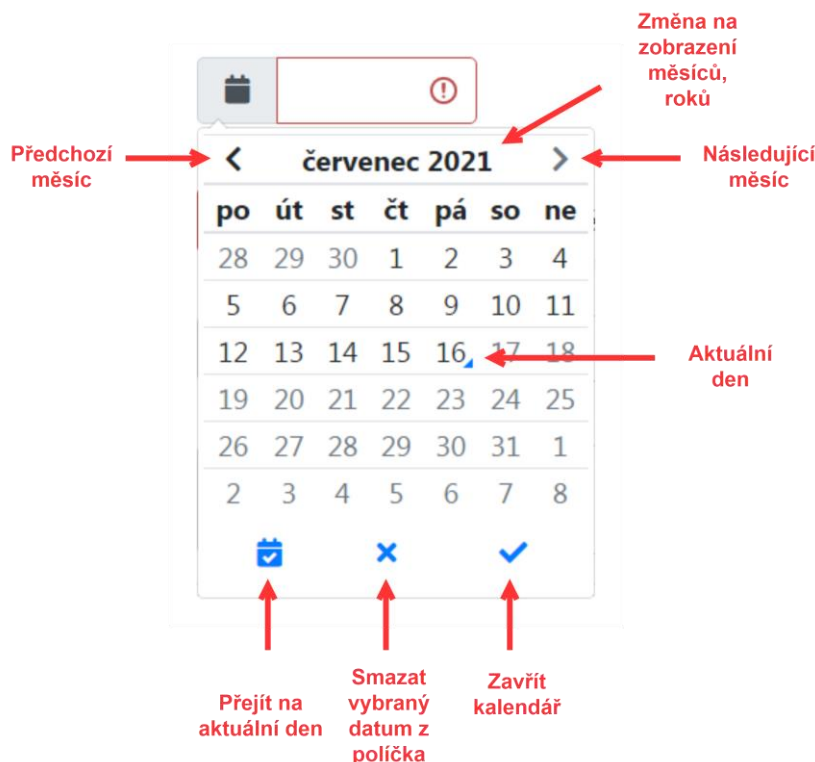 Změna na
zobrazení
měsíců,
roků
Předchozí
měsíc
červenec 2021
Následující
měsíc
po út st čt pá so ne
28 29 30 1 2 3 4
5 6 7 8 9 10 11
12 13 14 15 16 17 18
Aktuální
den
19 20 21 22 23 24 25
26 27 28 29 30 31 1
2 3 4 5 6 7 8
Přejít na
aktuální den
Smazat
vybraný
datum z
políčka
Zavřít
kalendář